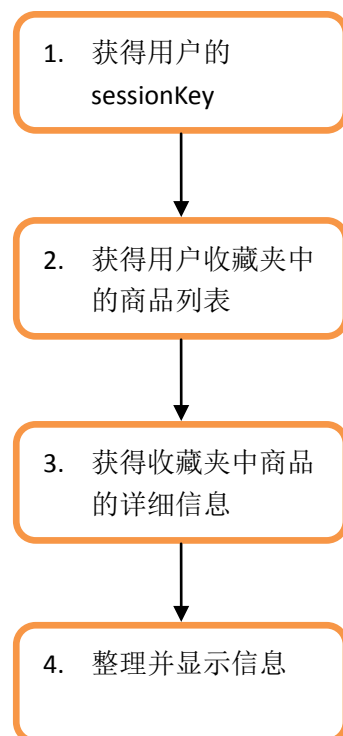 1. 获得用户的
sessionKey
2. 获得用户收藏夹中
的商品列表
3. 获得收藏夹中商品
的详细信息
4. 整理并显示信息